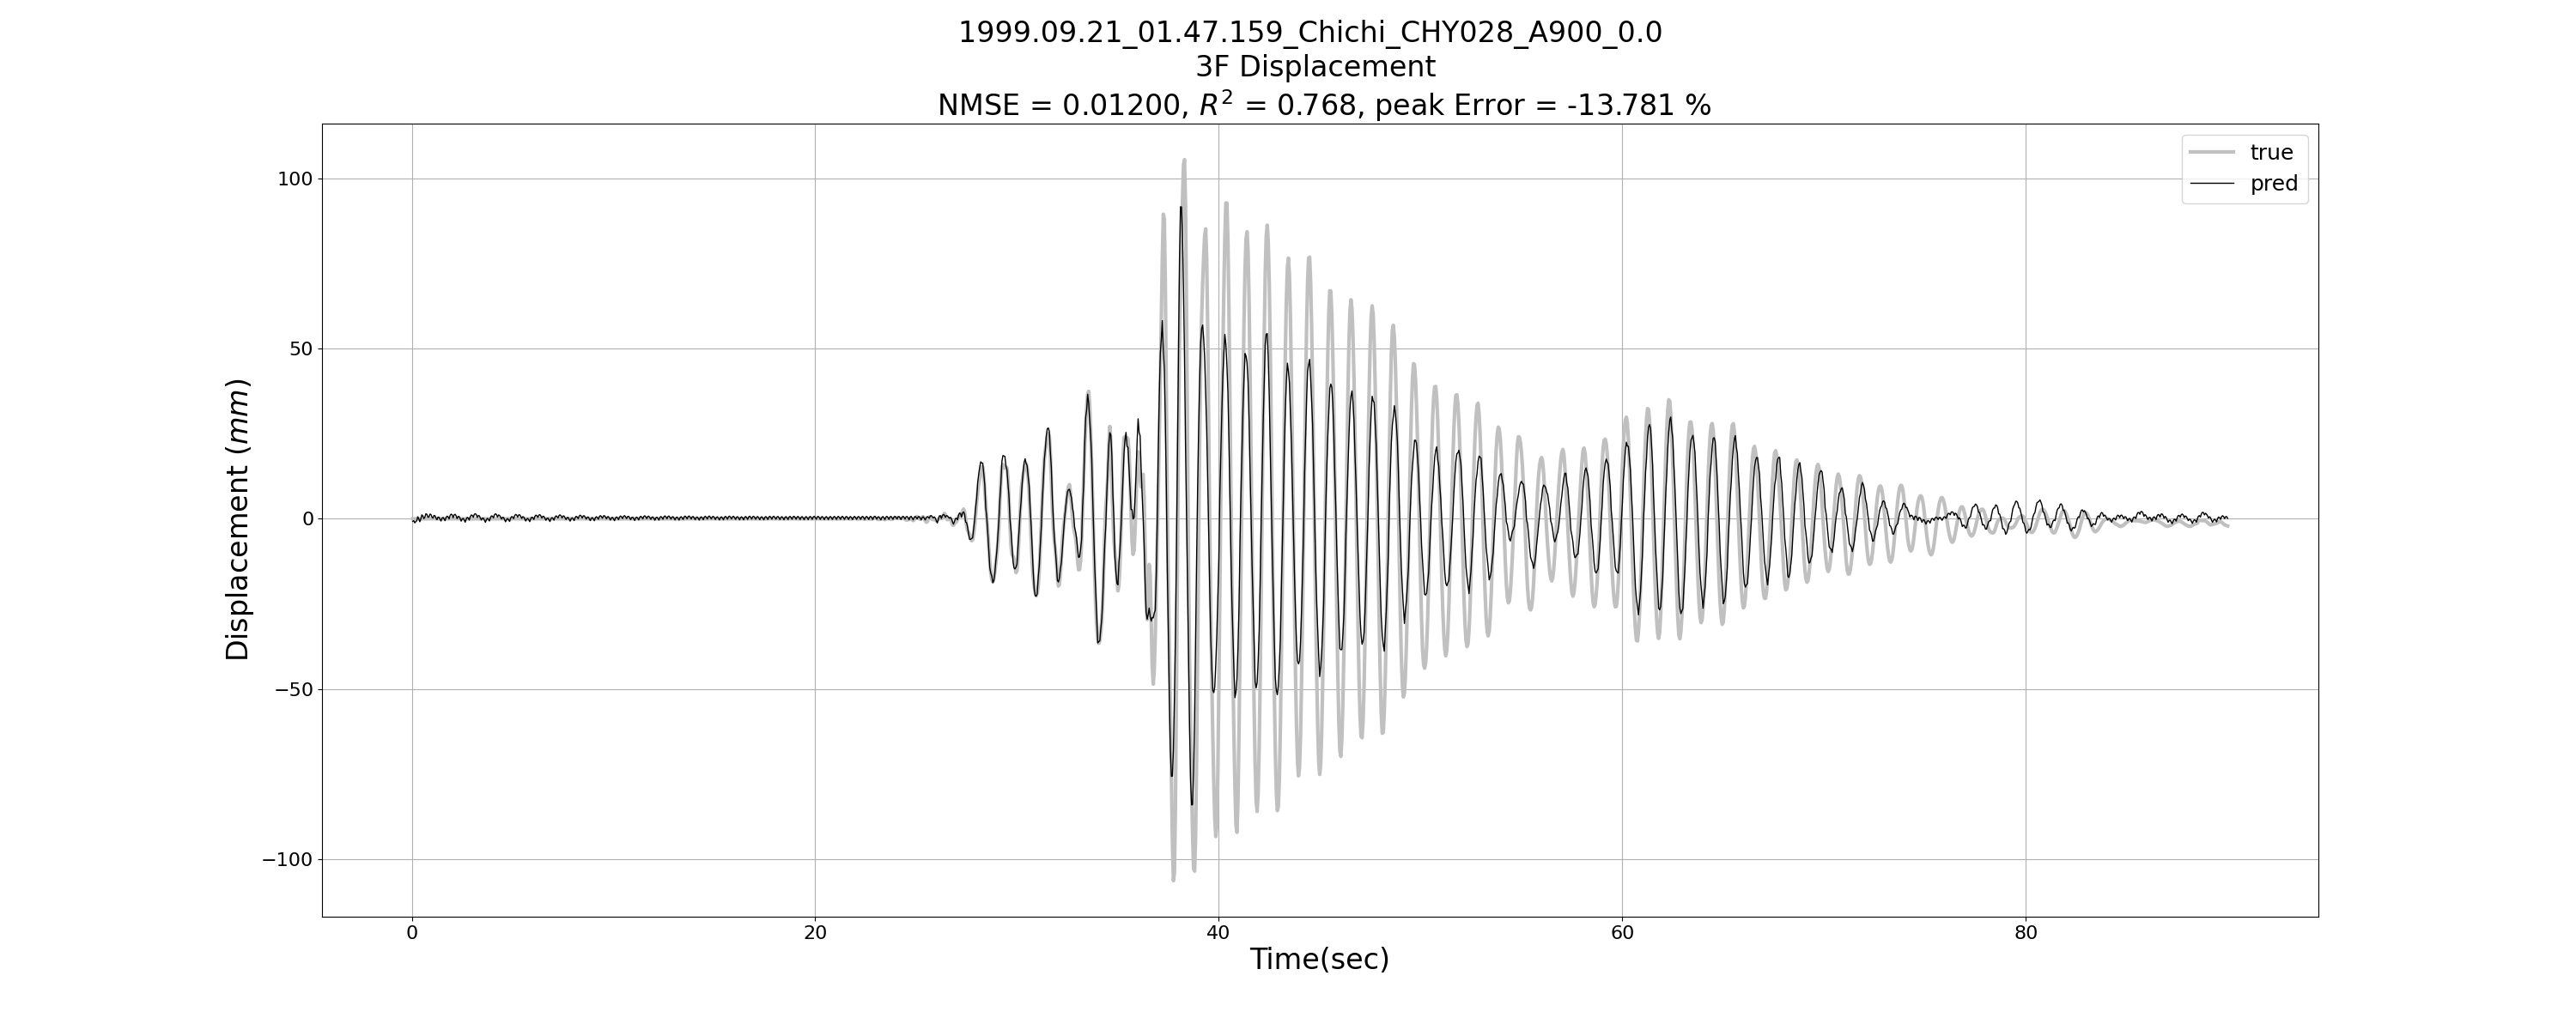 1999.09.21_01.47.159_Chichi_CHY028_A900_0.0
3F Displacement
NMSE = 0.01200, R² = 0.768, peak Error = -13.781 %
true
pred
100
50
0
−50
−100
Displacement (mm)
0 20 40 60 80
Time(sec)